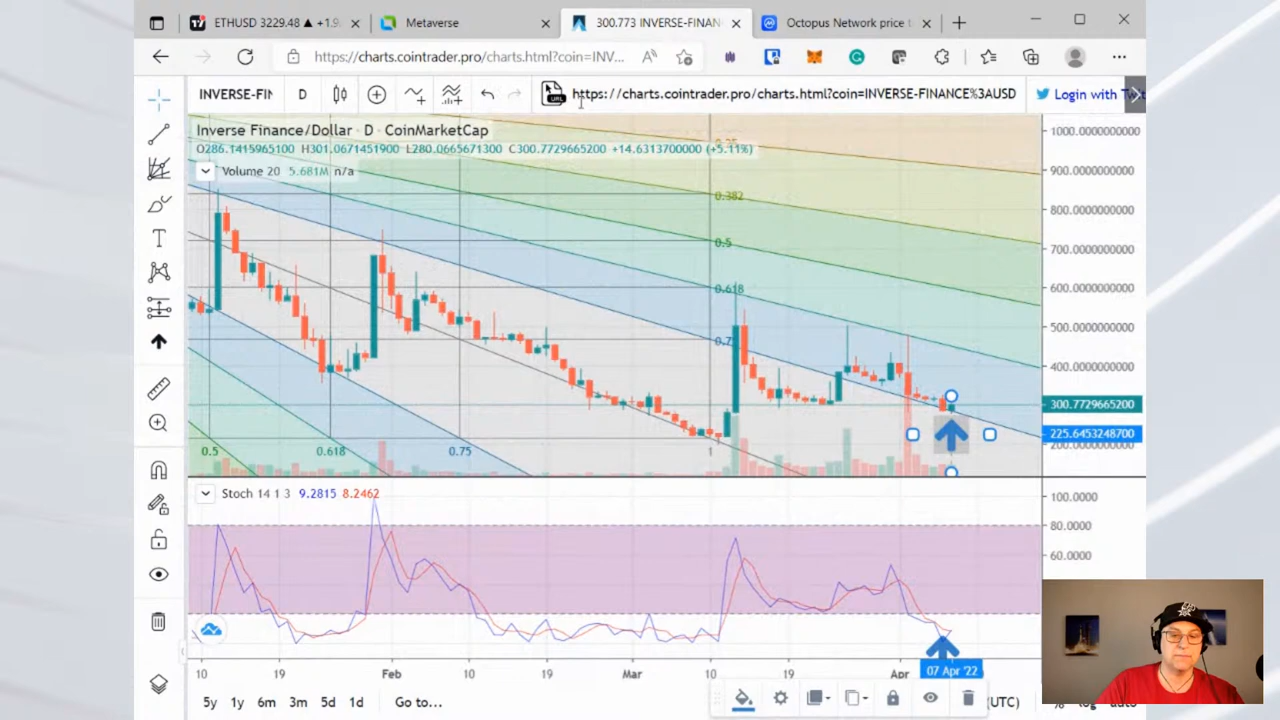 ETHUSD 3229.48 ▲ +1.9
Metaverse
300.773 INVERSE-FINAN
Octopus Network price t
https://charts.cointrader.pro/charts.html?coin=INV...
INVERSE-FIN
D
https://charts.cointrader.pro/charts.html?coin=INVERSE-FINANCE%3AUSD
Login with Twit
Inverse Finance/Dollar · D · CoinMarketCap
O286.1415965100 H301.0671451900 L280.0665671300 C300.7729665200 +14.6313700000 (+5.11%)
Volume 20 5.681M n/a
1000.0000000000
900.0000000000
800.0000000000
700.0000000000
600.0000000000
500.0000000000
400.0000000000
300.7729665200
225.6453248700
200.0000000000
0.382
0.5
0.618
0.5
0.618
0.75
1
Stoch 14 1 3 9.2815 8.2462
100.0000
80.0000
60.0000
10 19 Feb 10 19 Mar 10 19 Apr 07 Apr '22
5y 1y 6m 3m 5d 1d Go to... (UTC) % log auto